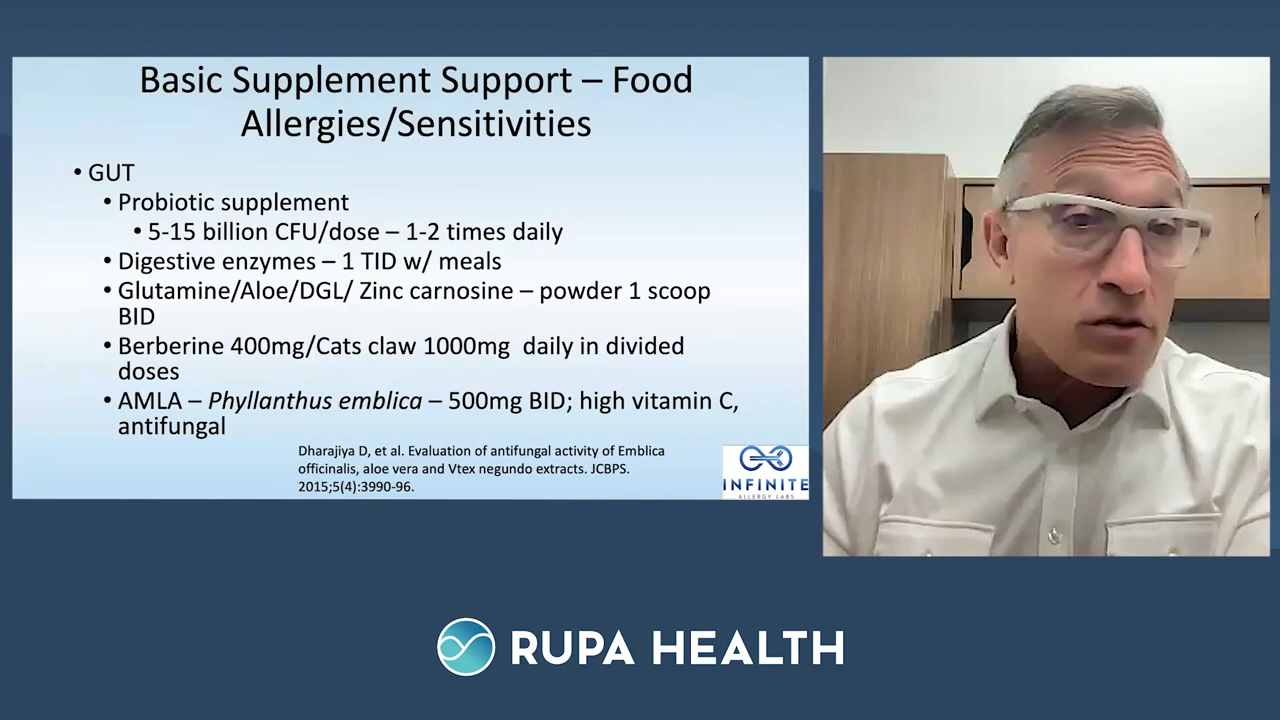 Basic Supplement Support – Food
Allergies/Sensitivities
• GUT
• Probiotic supplement
• 5-15 billion CFU/dose – 1-2 times daily
• Digestive enzymes – 1 TID w/ meals
• Glutamine/Aloe/DGL/ Zinc carnosine – powder 1 scoop
BID
• Berberine 400mg/Cats claw 1000mg daily in divided
doses
• AMLA – Phyllanthus emblica – 500mg BID; high vitamin C,
antifungal
Dharajiya D, et al. Evaluation of antifungal activity of Emblica
officinalis, aloe vera and Vtex negundo extracts. JCBPS.
2015;5(4):3990-96.
INFINITE
ALLERGY LABS
RUPA HEALTH